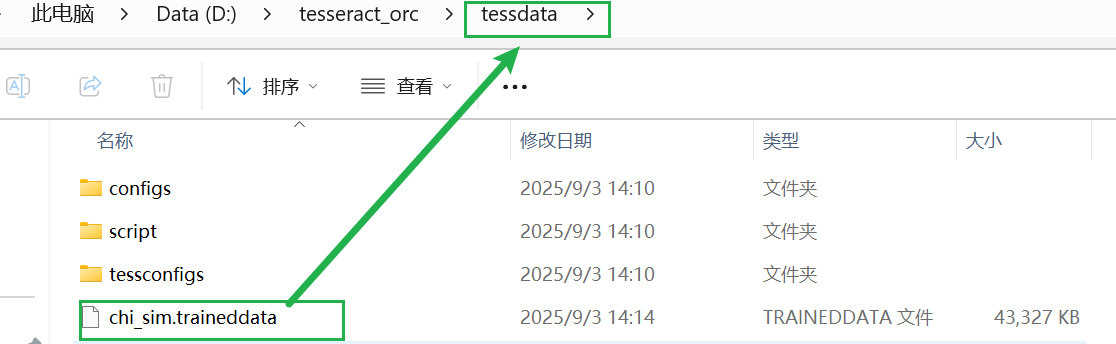 此电脑 > Data (D:) > tesseract_orc > tessdata >
排序 查看 ...
名称 修改日期 类型 大小
configs 2025/9/3 14:10 文件夹
script 2025/9/3 14:10 文件夹
tessconfigs 2025/9/3 14:10 文件夹
chi_sim.traineddata 2025/9/3 14:14 TRAINEDDATA 文件 43,327 KB